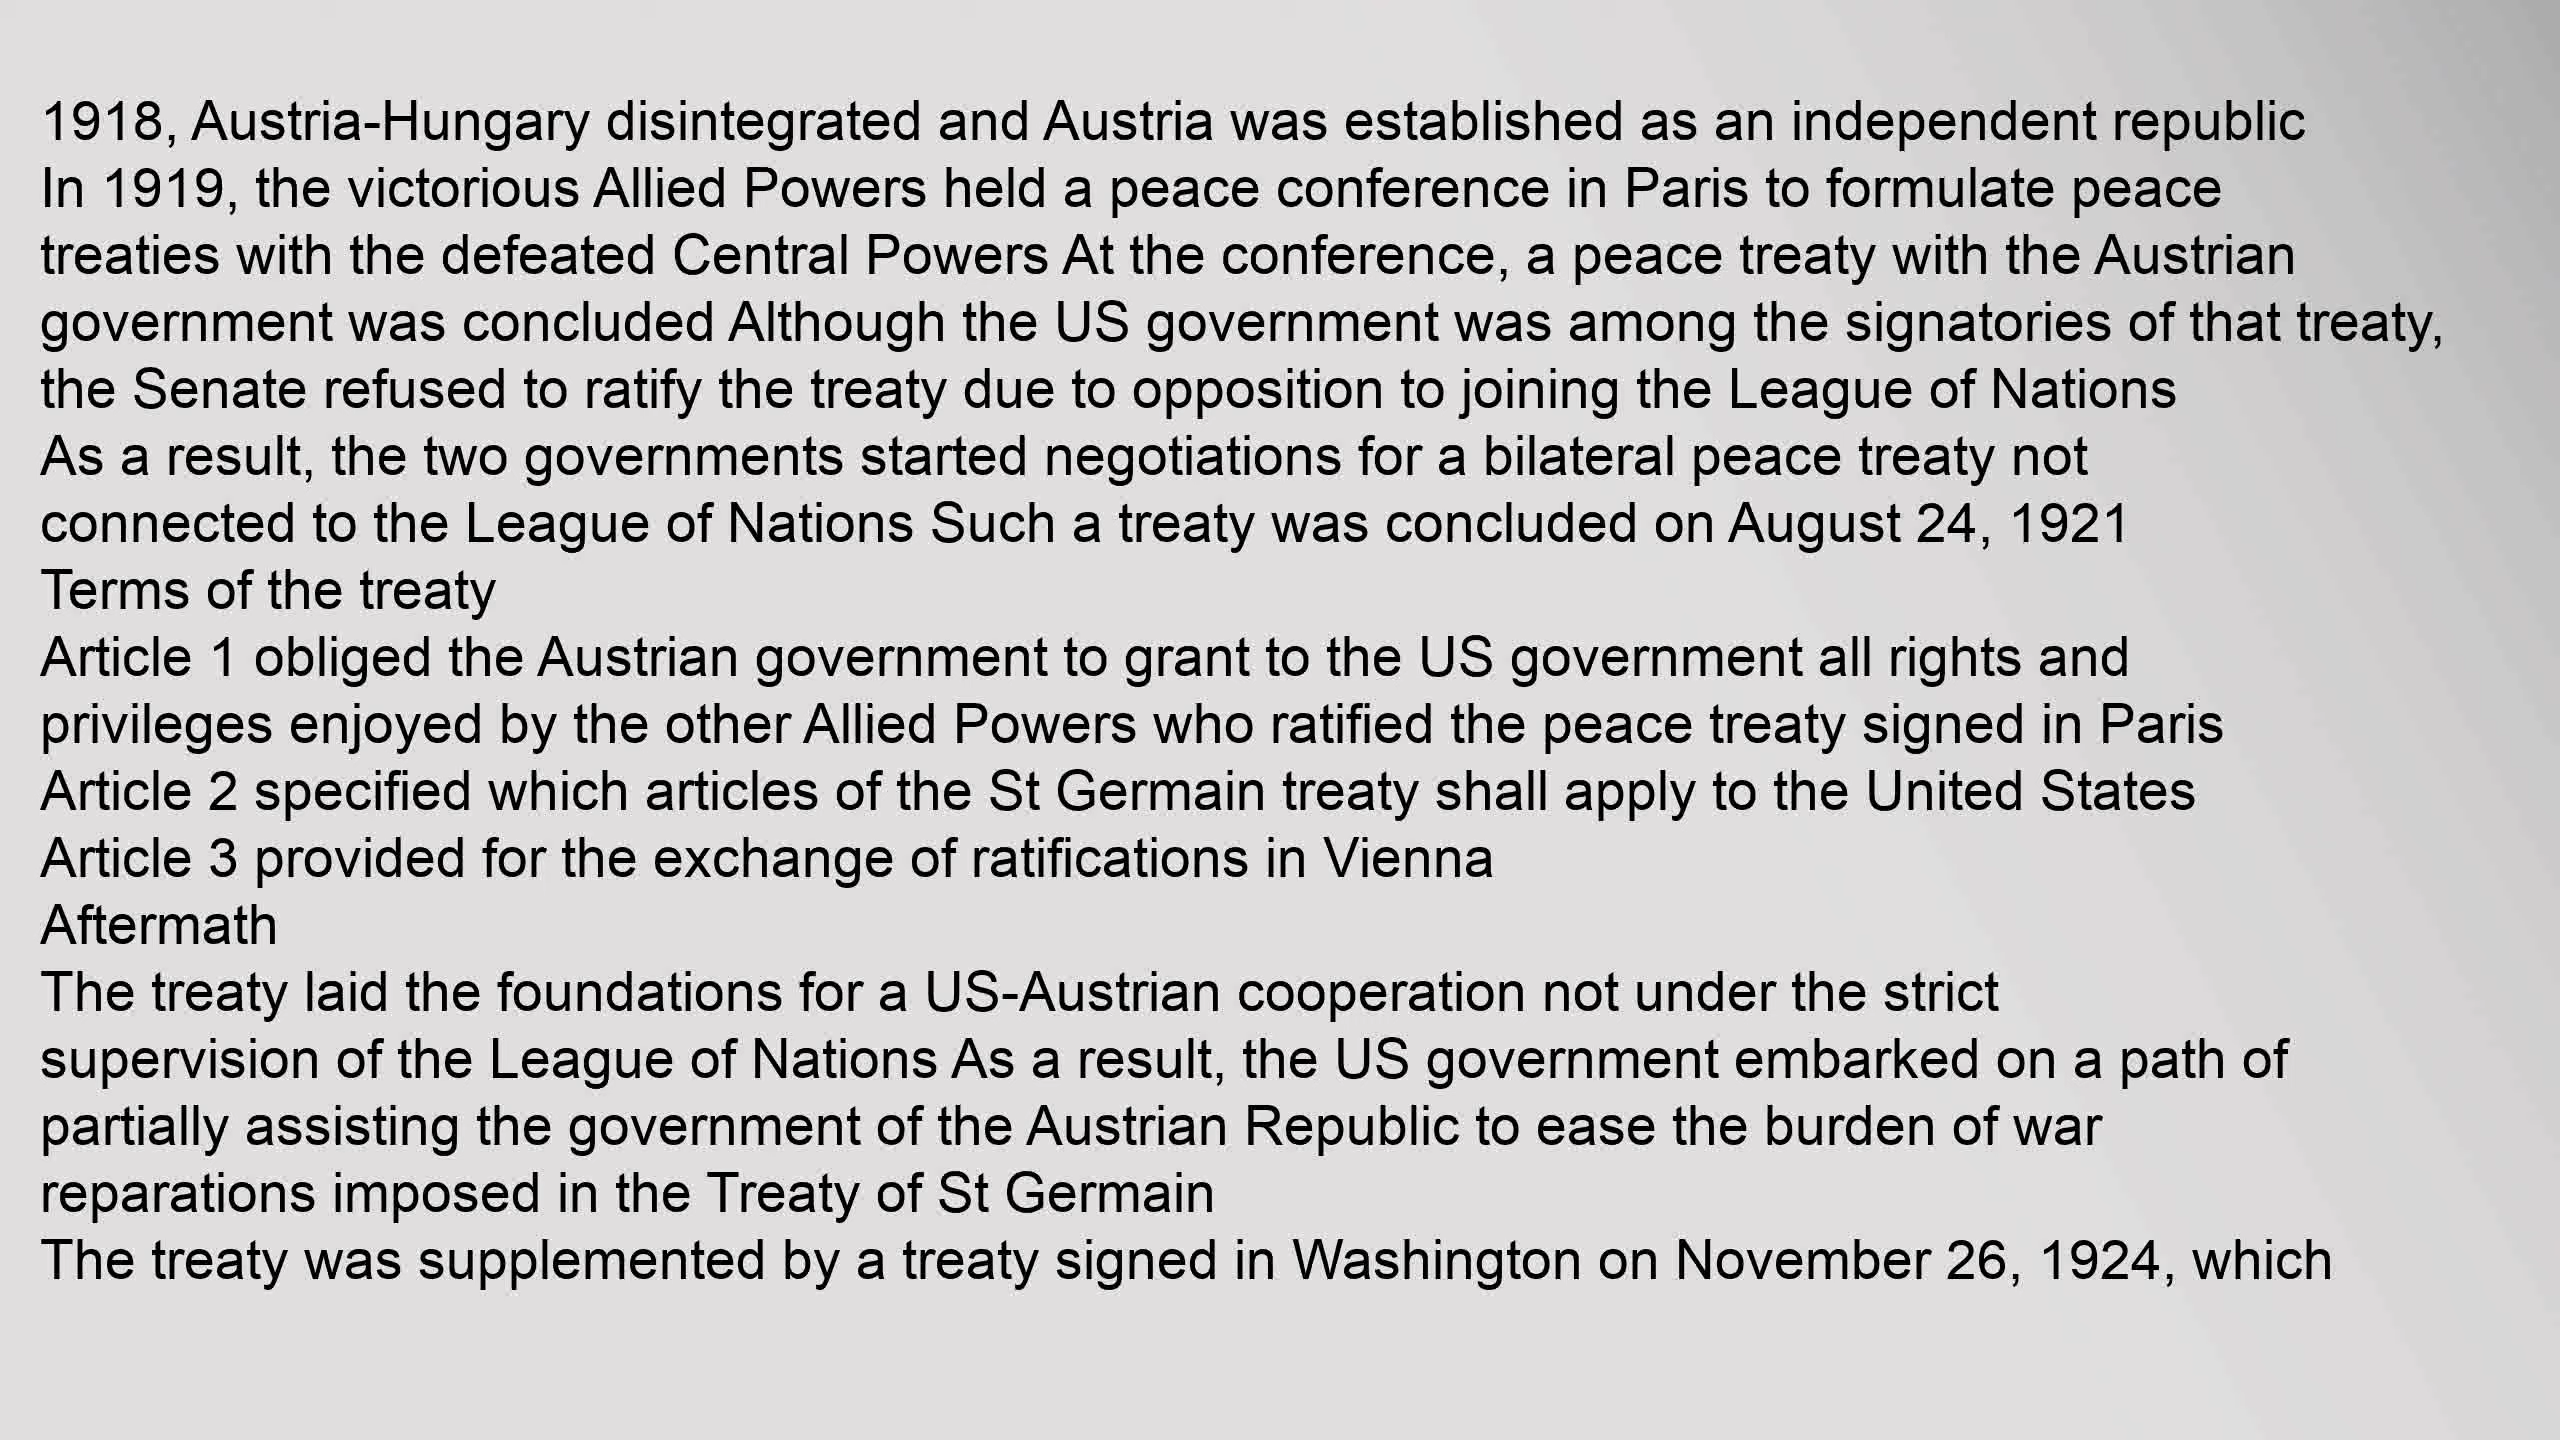 1918, Austria-Hungary disintegrated and Austria was established as an independent republic
In 1919, the victorious Allied Powers held a peace conference in Paris to formulate peace
treaties with the defeated Central Powers At the conference, a peace treaty with the Austrian
government was concluded Although the US government was among the signatories of that treaty,
the Senate refused to ratify the treaty due to opposition to joining the League of Nations
As a result, the two governments started negotiations for a bilateral peace treaty not
connected to the League of Nations Such a treaty was concluded on August 24, 1921
Terms of the treaty
Article 1 obliged the Austrian government to grant to the US government all rights and
privileges enjoyed by the other Allied Powers who ratified the peace treaty signed in Paris
Article 2 specified which articles of the St Germain treaty shall apply to the United States
Article 3 provided for the exchange of ratifications in Vienna
Aftermath
The treaty laid the foundations for a US-Austrian cooperation not under the strict
supervision of the League of Nations As a result, the US government embarked on a path of
partially assisting the government of the Austrian Republic to ease the burden of war
reparations imposed in the Treaty of St Germain
The treaty was supplemented by a treaty signed in Washington on November 26, 1924, which